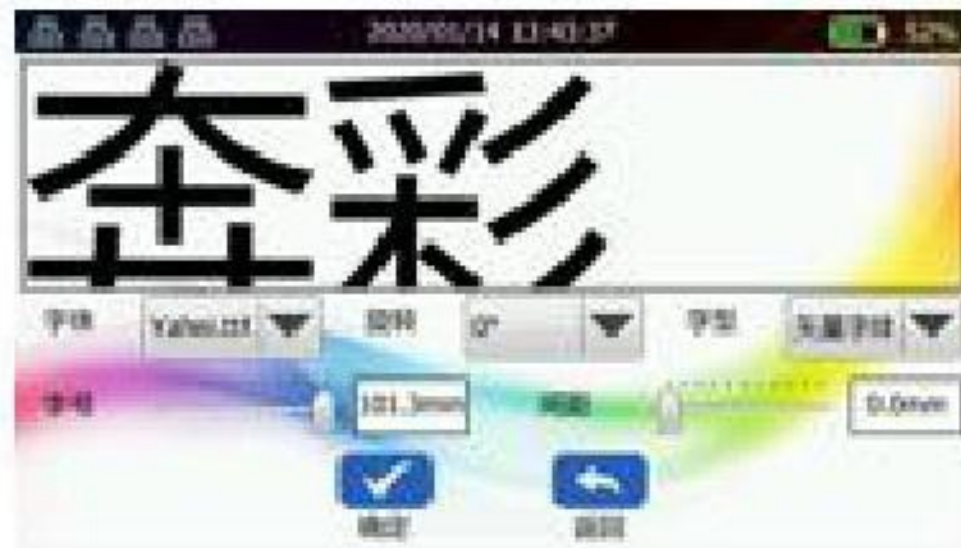 2020/01/14 13:43:37 52%
奔彩
字体 Yahei.ttf 旋转 0° 字型 矢量字体
字号 101.3mm 间距 0.0mm
确定 返回